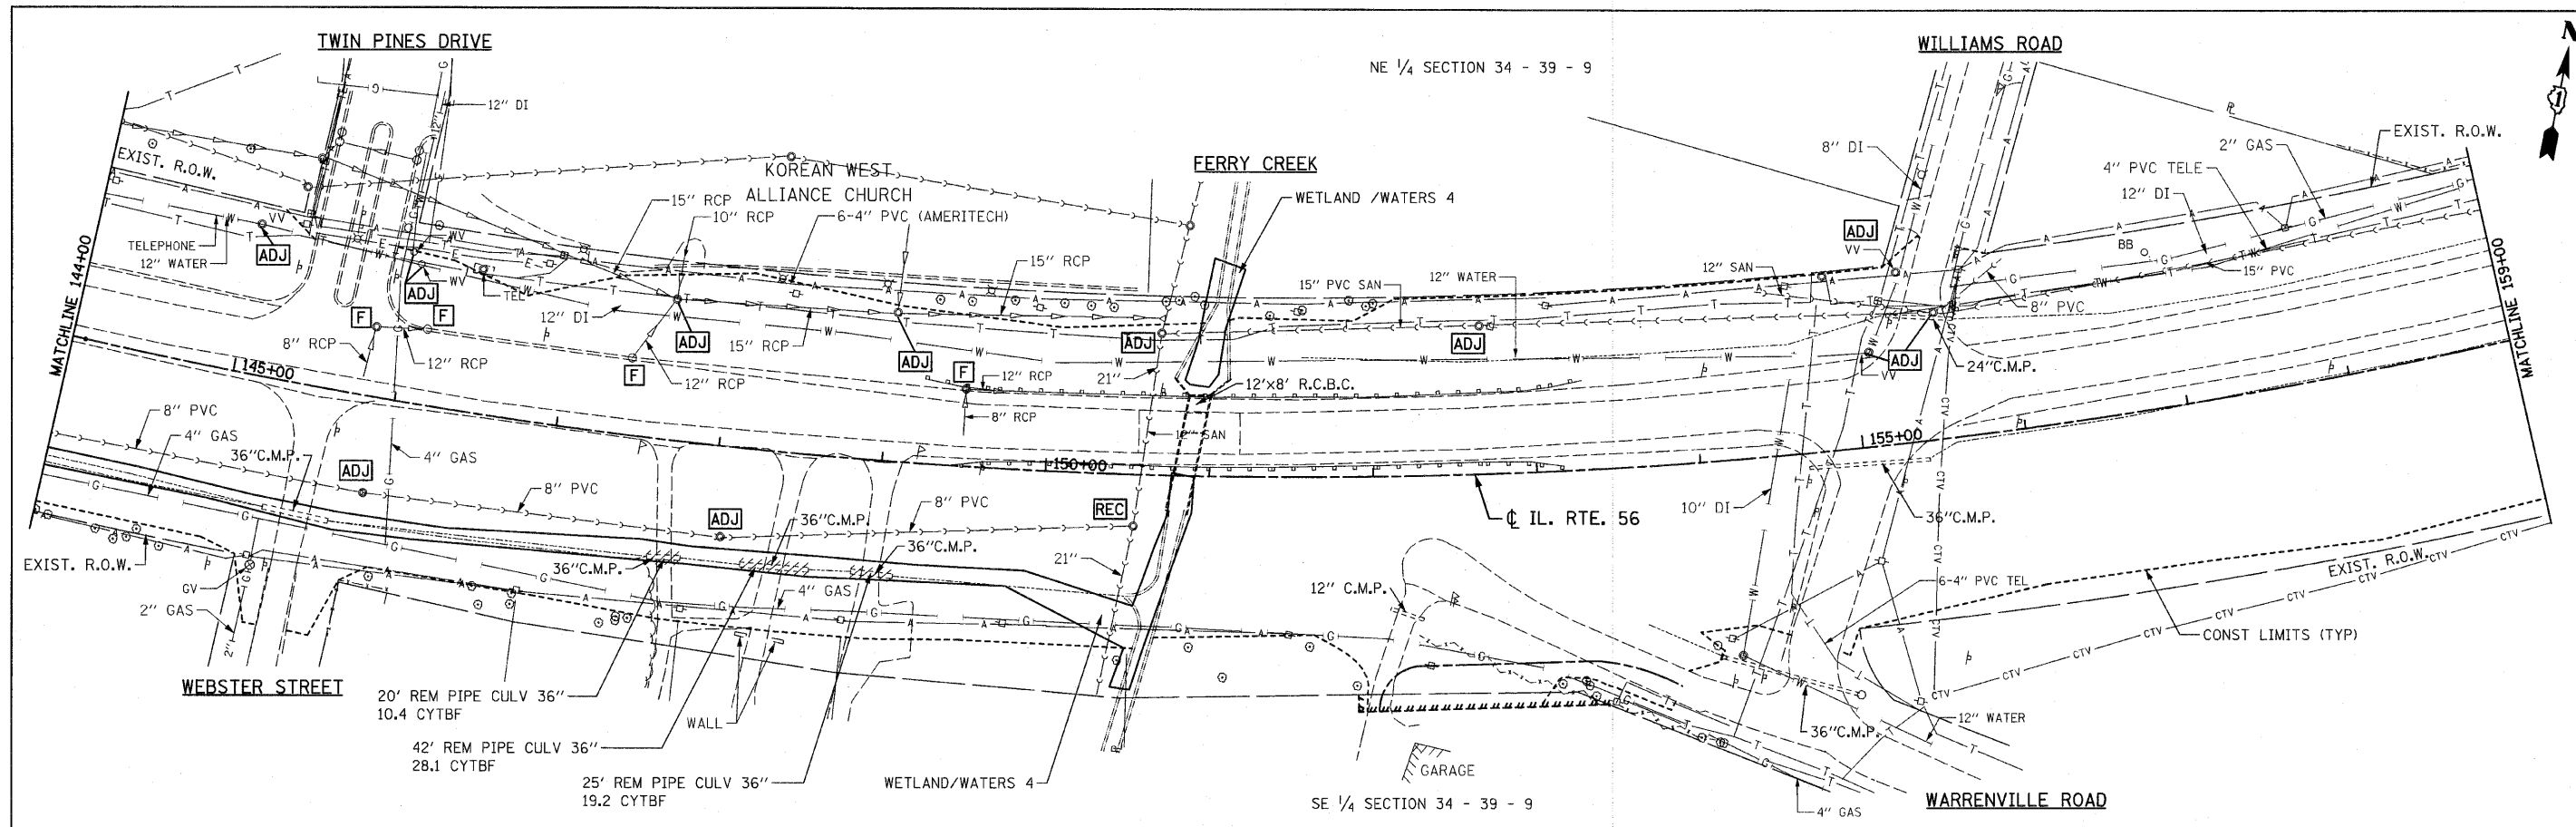 TWIN PINES DRIVE
NE 1/4 SECTION 34 - 39 - 9
WILLIAMS ROAD
N
12" DI
12"
EXIST. R.O.W.
KOREAN WEST
ALLIANCE CHURCH
FERRY CREEK
WETLAND /WATERS 4
8" DI
EXIST. R.O.W.
2" GAS
4" PVC TELE
12" DI
15" RCP
10" RCP
6-4" PVC (AMERITECH)
TELEPHONE
12" WATER
VV
ADJ
WV
WV
ADJ
TEL
15" RCP
15" PVC SAN
12" WATER
12" SAN
ADJ
VV
BB
15" PVC
8" PVC
MATCHLINE 144+00
MATCHLINE 159+00
F
F
8" RCP
12" RCP
12" DI
ADJ
15" RCP
F
12" RCP
ADJ
F
12" RCP
8" RCP
ADJ
21"
12'x8' R.C.B.C.
12" SAN
ADJ
ADJ
VV
24"C.M.P.
145+00
150+00
155+00
8" PVC
4" GAS
36"C.M.P.
ADJ
4" GAS
8" PVC
ADJ
36"C.M.P.
8" PVC
36"C.M.P.
36"C.M.P.
REC
21"
℄ IL. RTE. 56
10" DI
36"C.M.P.
EXIST. R.O.W.
GV
2" GAS
2"
4" GAS
12" C.M.P.
6-4" PVC TEL
EXIST. R.O.W.
CONST LIMITS (TYP)
WEBSTER STREET
20' REM PIPE CULV 36"
10.4 CYTBF
WALL
42' REM PIPE CULV 36"
28.1 CYTBF
25' REM PIPE CULV 36"
19.2 CYTBF
WETLAND/WATERS 4
GARAGE
SE 1/4 SECTION 34 - 39 - 9
36"C.M.P.
12" WATER
WARRENVILLE ROAD
4" GAS